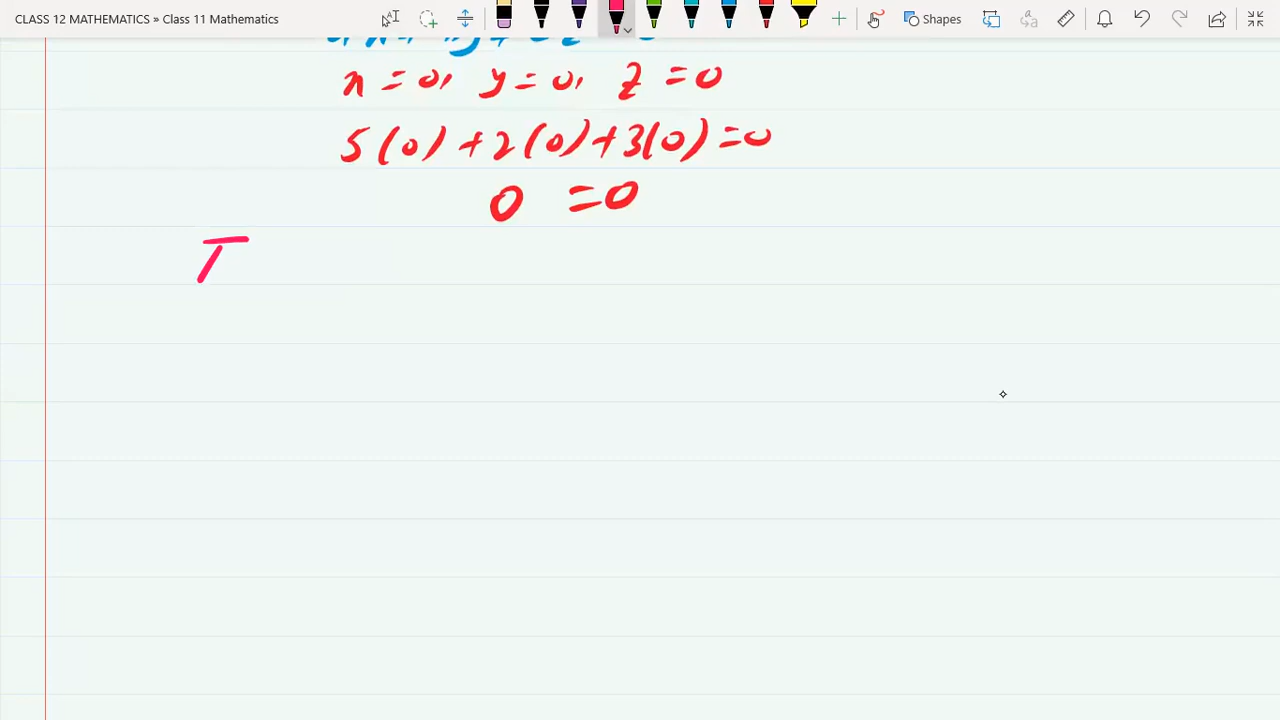 CLASS 12 MATHEMATICS » Class 11 Mathematics
Shapes
x = 0, y = 0, z = 0
5(0) + 2(0) + 3(0) = 0
0 = 0
T